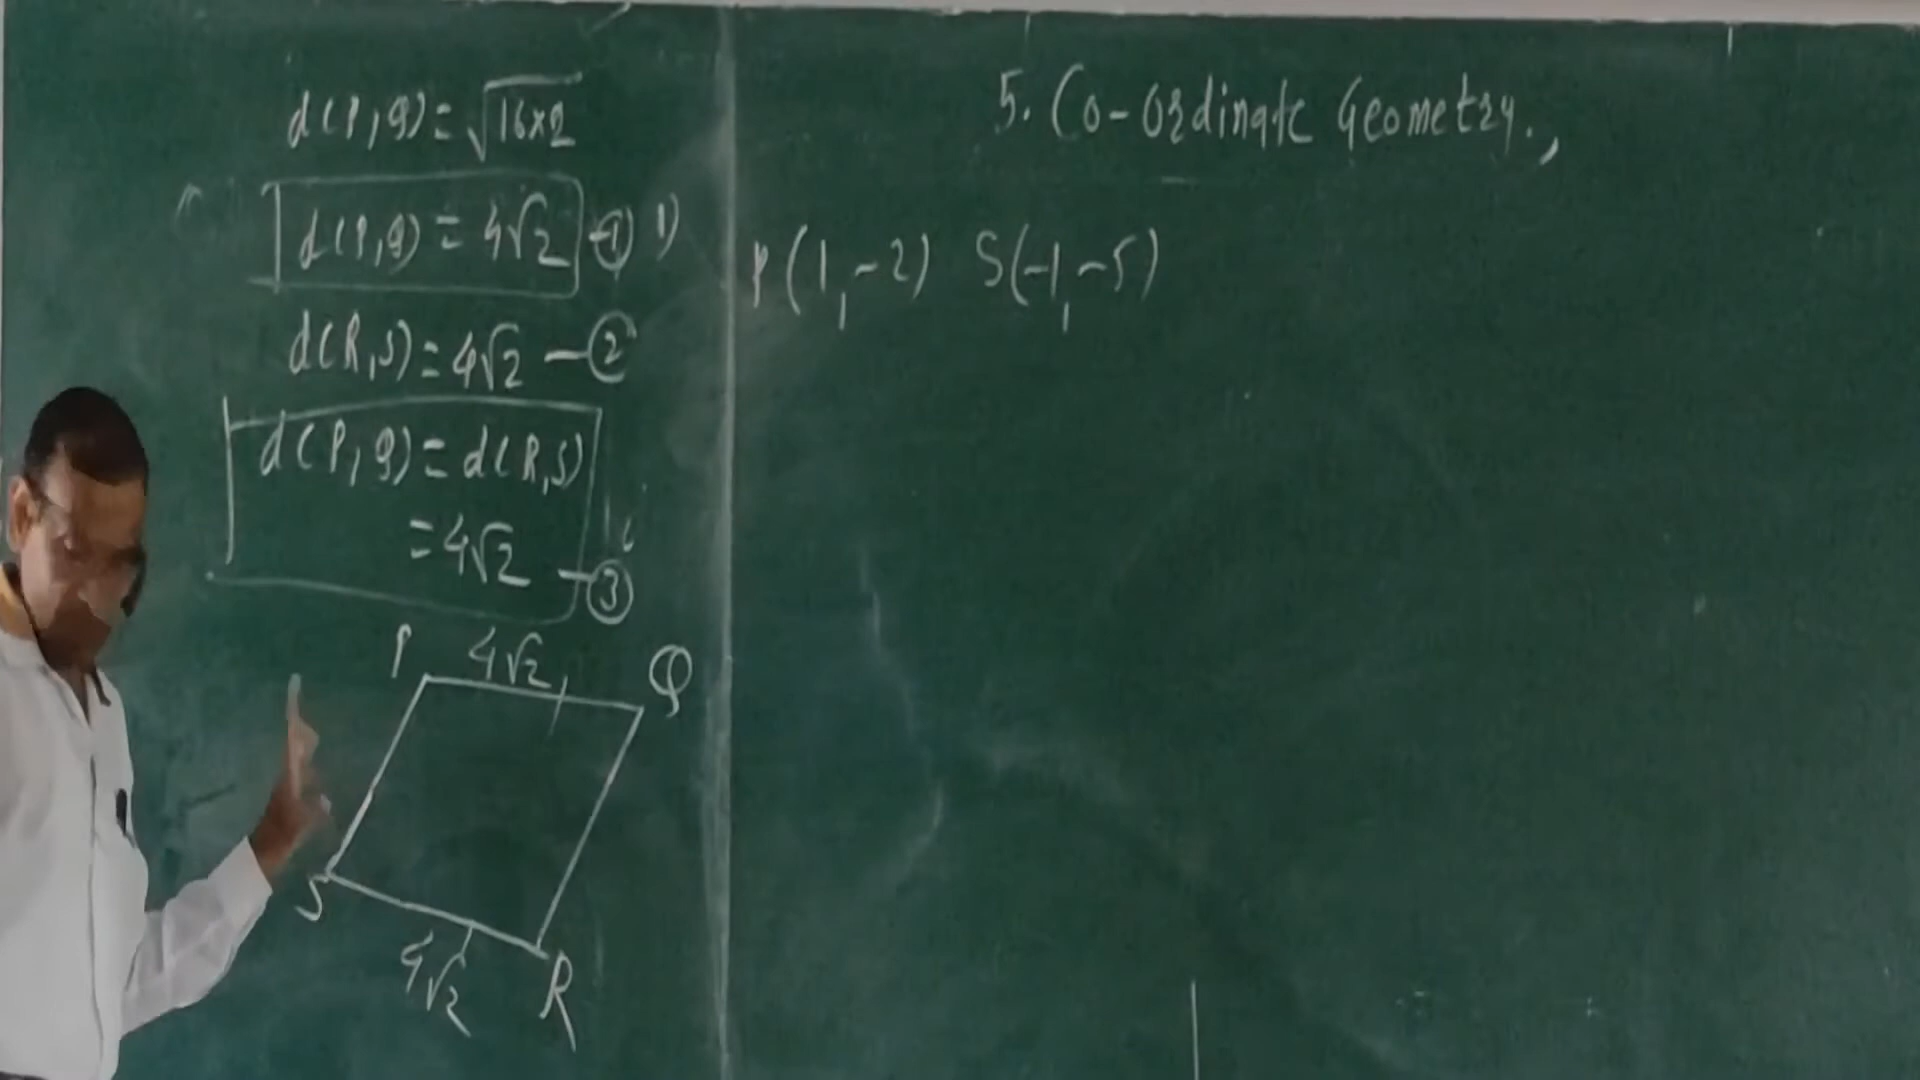 d(P,Q)=√16×2
d(P,Q)=4√2 -① 1)
d(R,S)=4√2 —②
d(P,Q)=d(R,S)
=4√2 -③
P 4√2 Q
S 4√2 R
5. Co-ordinate Geometry.,
P(1,-2) S(-1,-5)